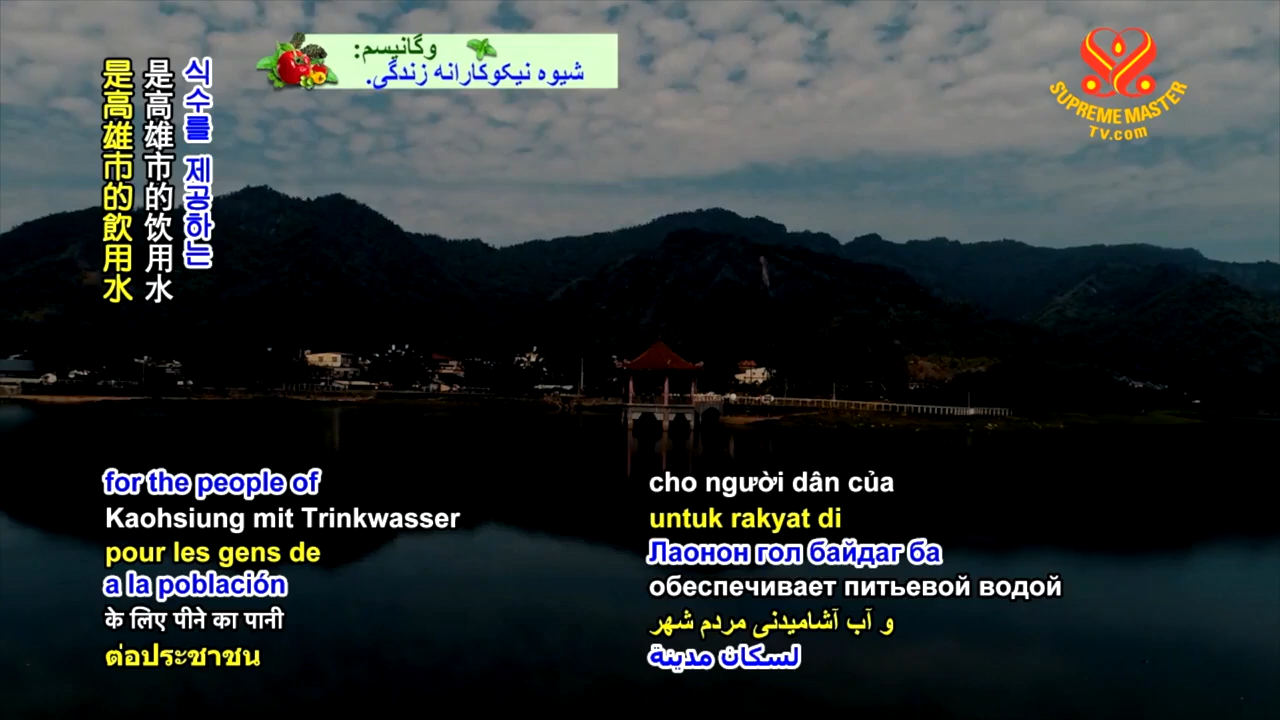 وگانیسم:
شیوه نیکوکارانه زندگی.
SUPREME MASTER
TV.com
식수를 제공하는
是高雄市的饮用水
是高雄市的飲用水
for the people of
Kaohsiung mit Trinkwasser
pour les gens de
a la población
के लिए पीने का पानी
ต่อประชาชน
cho người dân của
untuk rakyat di
Лаонон гол байдаг ба
обеспечивает питьевой водой
و آب آشامیدنی مردم شهر
لسكان مدينة